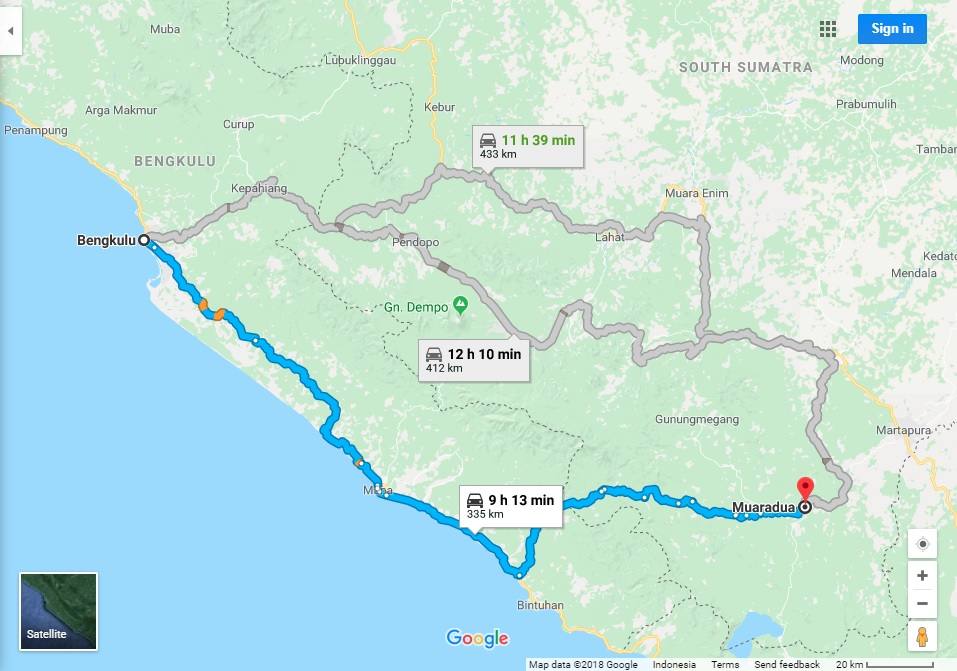 Muba
Sign in
Lubuklinggau
SOUTH SUMATRA
Modong
Arga Makmur
Kebur
Prabumulih
Penampung
Curup
11 h 39 min
433 km
Tamban
BENGKULU
Kepahiang
Muara Enim
Bengkulu
Pendopo
Lahat
Kedato
Mendala
Gn. Dempo
12 h 10 min
412 km
Gunungmegang
Martapura
Manna
9 h 13 min
335 km
Muaradua
Bintuhan
Satellite
Google
Map data ©2018 Google Indonesia Terms Send feedback 20 km